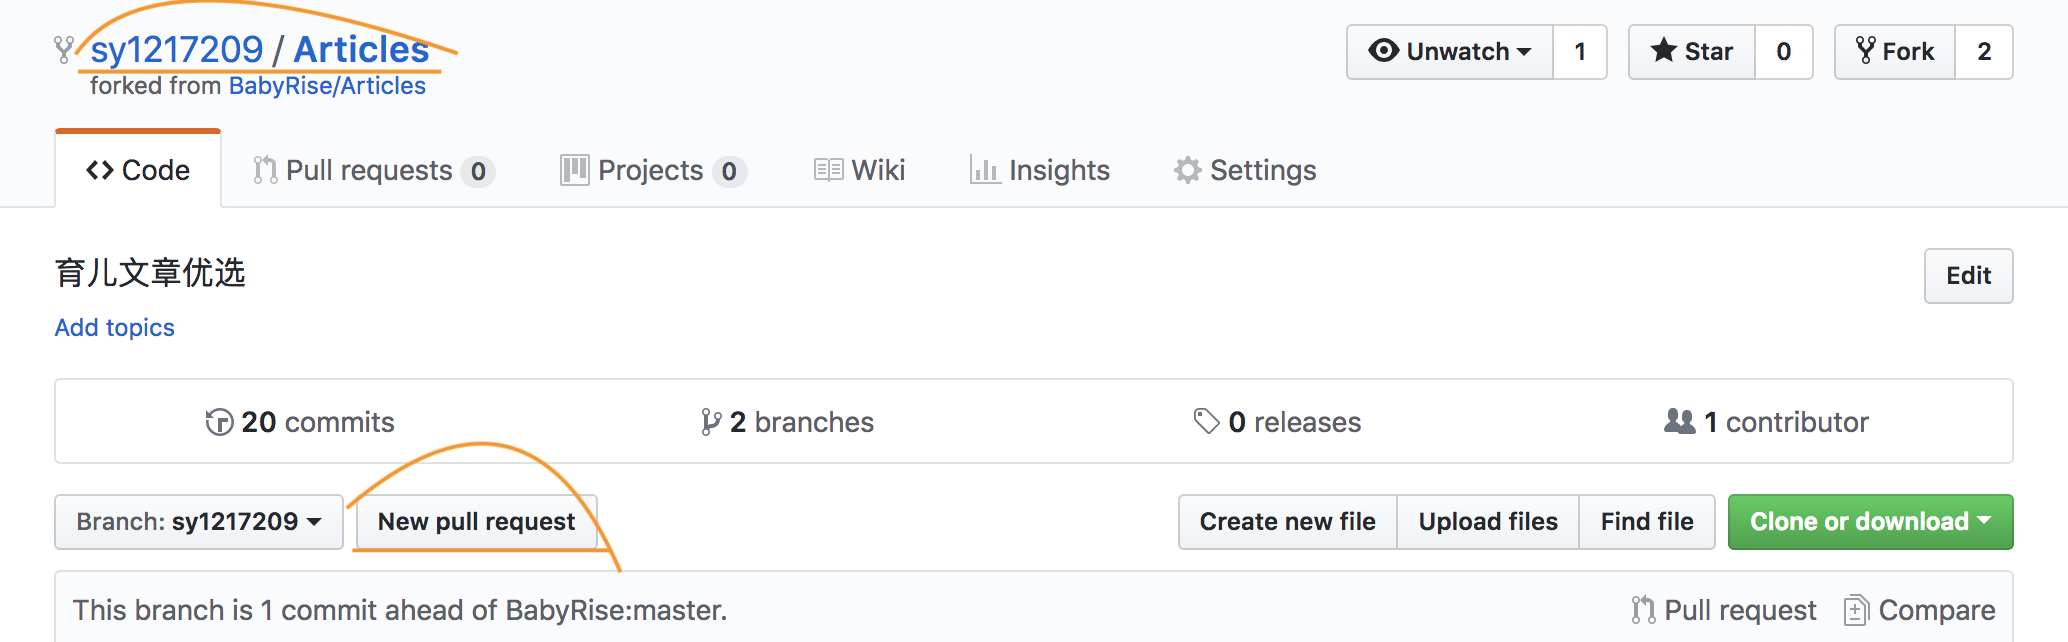 sy1217209 / Articles
forked from BabyRise/Articles
Unwatch 1 Star 0 Fork 2
Code Pull requests 0 Projects 0 Wiki Insights Settings
育儿文章优选
Edit
Add topics
20 commits 2 branches 0 releases 1 contributor
Branch: sy1217209 New pull request Create new file Upload files Find file Clone or download
This branch is 1 commit ahead of BabyRise:master. Pull request Compare